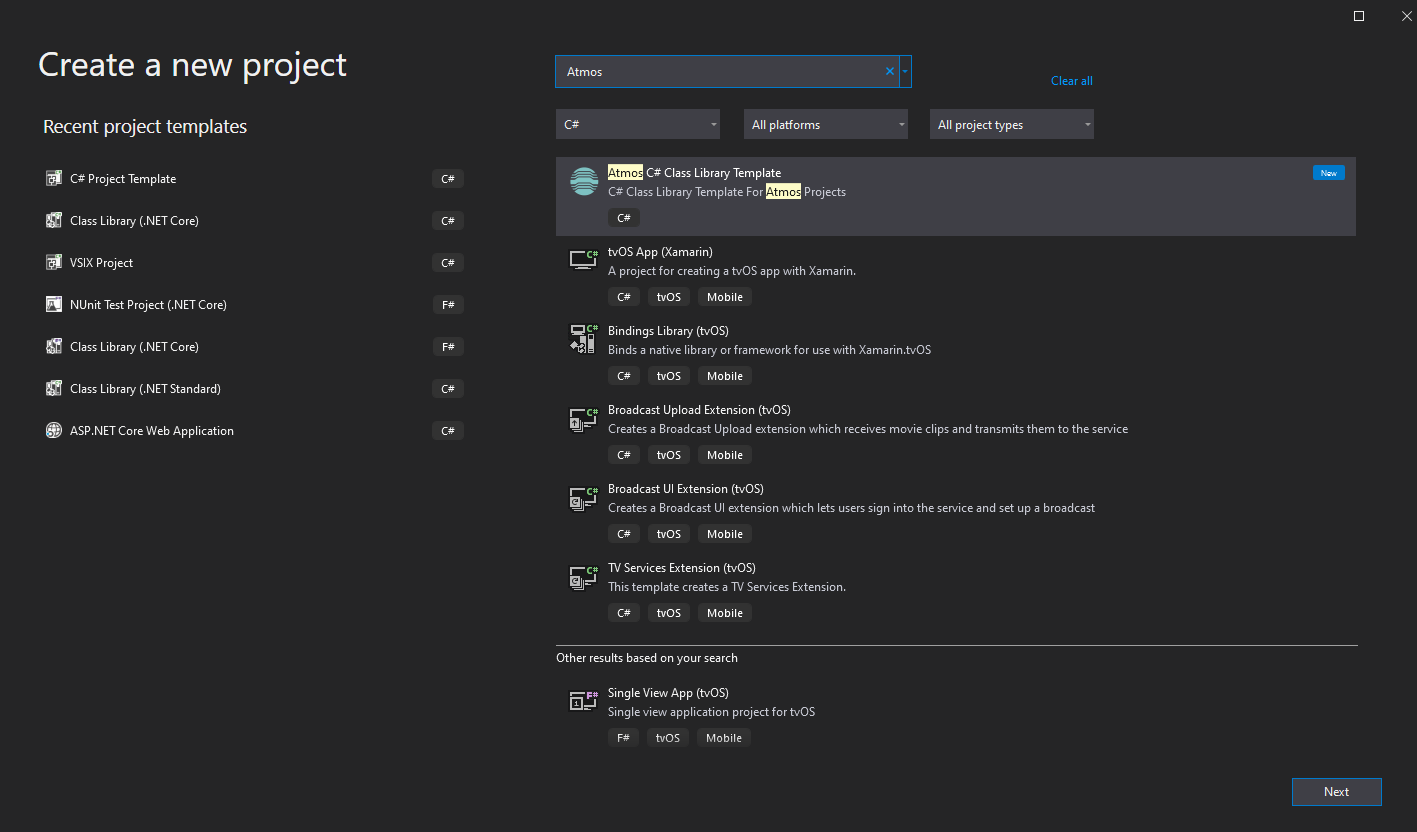 Create a new project
Recent project templates
C# Project Template C#
Class Library (.NET Core) C#
VSIX Project C#
NUnit Test Project (.NET Core) F#
Class Library (.NET Core) F#
Class Library (.NET Standard) C#
ASP.NET Core Web Application C#
Atmos
Clear all
C# All platforms All project types
Atmos C# Class Library Template New
C# Class Library Template For Atmos Projects
C#
tvOS App (Xamarin)
A project for creating a tvOS app with Xamarin.
C# tvOS Mobile
Bindings Library (tvOS)
Binds a native library or framework for use with Xamarin.tvOS
C# tvOS Mobile
Broadcast Upload Extension (tvOS)
Creates a Broadcast Upload extension which receives movie clips and transmits them to the service
C# tvOS Mobile
Broadcast UI Extension (tvOS)
Creates a Broadcast UI extension which lets users sign into the service and set up a broadcast
C# tvOS Mobile
TV Services Extension (tvOS)
This template creates a TV Services Extension.
C# tvOS Mobile
Other results based on your search
Single View App (tvOS)
Single view application project for tvOS
F# tvOS Mobile
Next